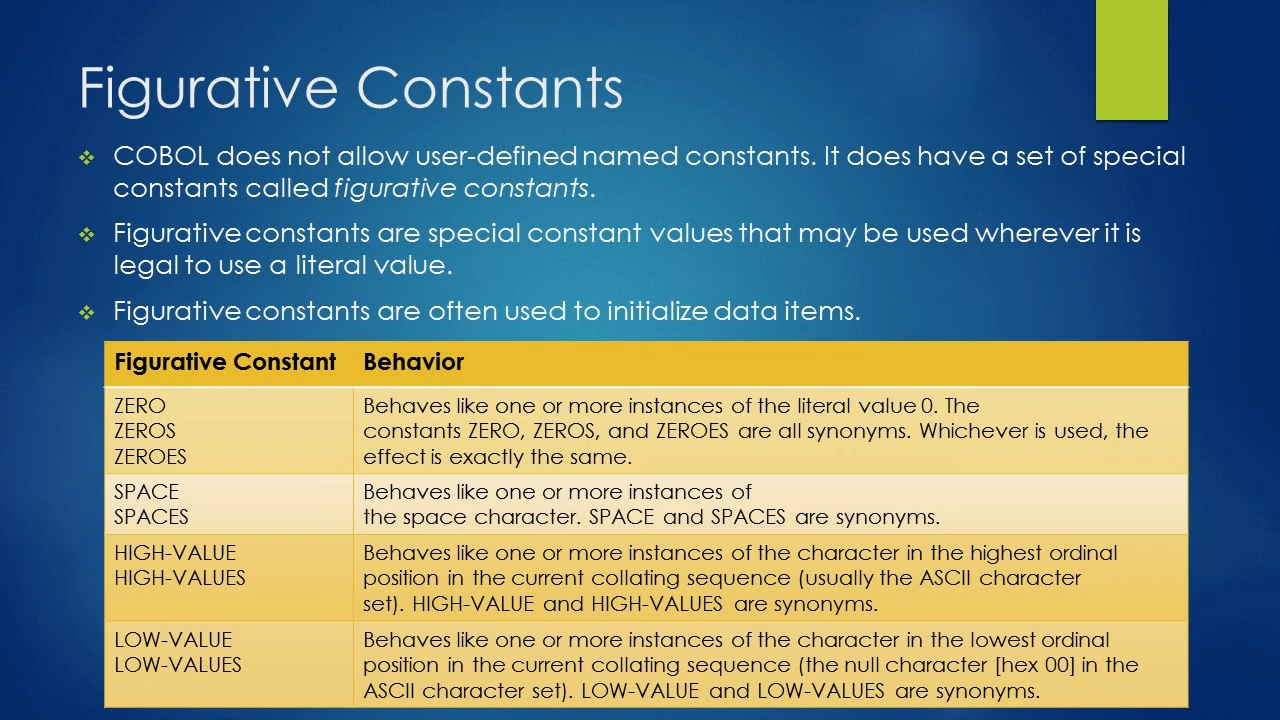 Figurative Constants
COBOL does not allow user-defined named constants. It does have a set of special
constants called figurative constants.
Figurative constants are special constant values that may be used wherever it is
legal to use a literal value.
Figurative constants are often used to initialize data items.
Figurative Constant Behavior
ZERO
ZEROS
ZEROES
Behaves like one or more instances of the literal value 0. The
constants ZERO, ZEROS, and ZEROES are all synonyms. Whichever is used, the
effect is exactly the same.
SPACE
SPACES
Behaves like one or more instances of
the space character. SPACE and SPACES are synonyms.
HIGH-VALUE
HIGH-VALUES
Behaves like one or more instances of the character in the highest ordinal
position in the current collating sequence (usually the ASCII character
set). HIGH-VALUE and HIGH-VALUES are synonyms.
LOW-VALUE
LOW-VALUES
Behaves like one or more instances of the character in the lowest ordinal
position in the current collating sequence (the null character [hex 00] in the
ASCII character set). LOW-VALUE and LOW-VALUES are synonyms.